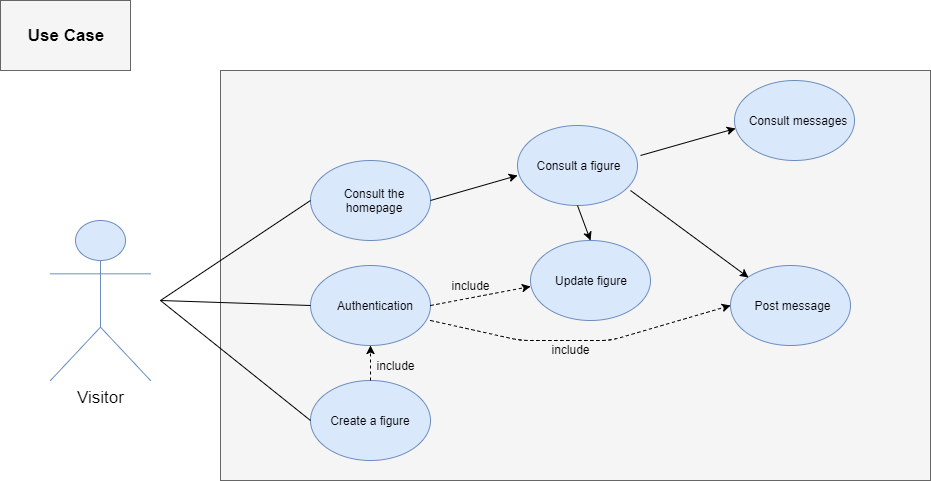 Use Case
Consult messages
Consult a figure
Consult the
homepage
Update figure
include
Authentication
Post message
include
include
Create a figure
Visitor